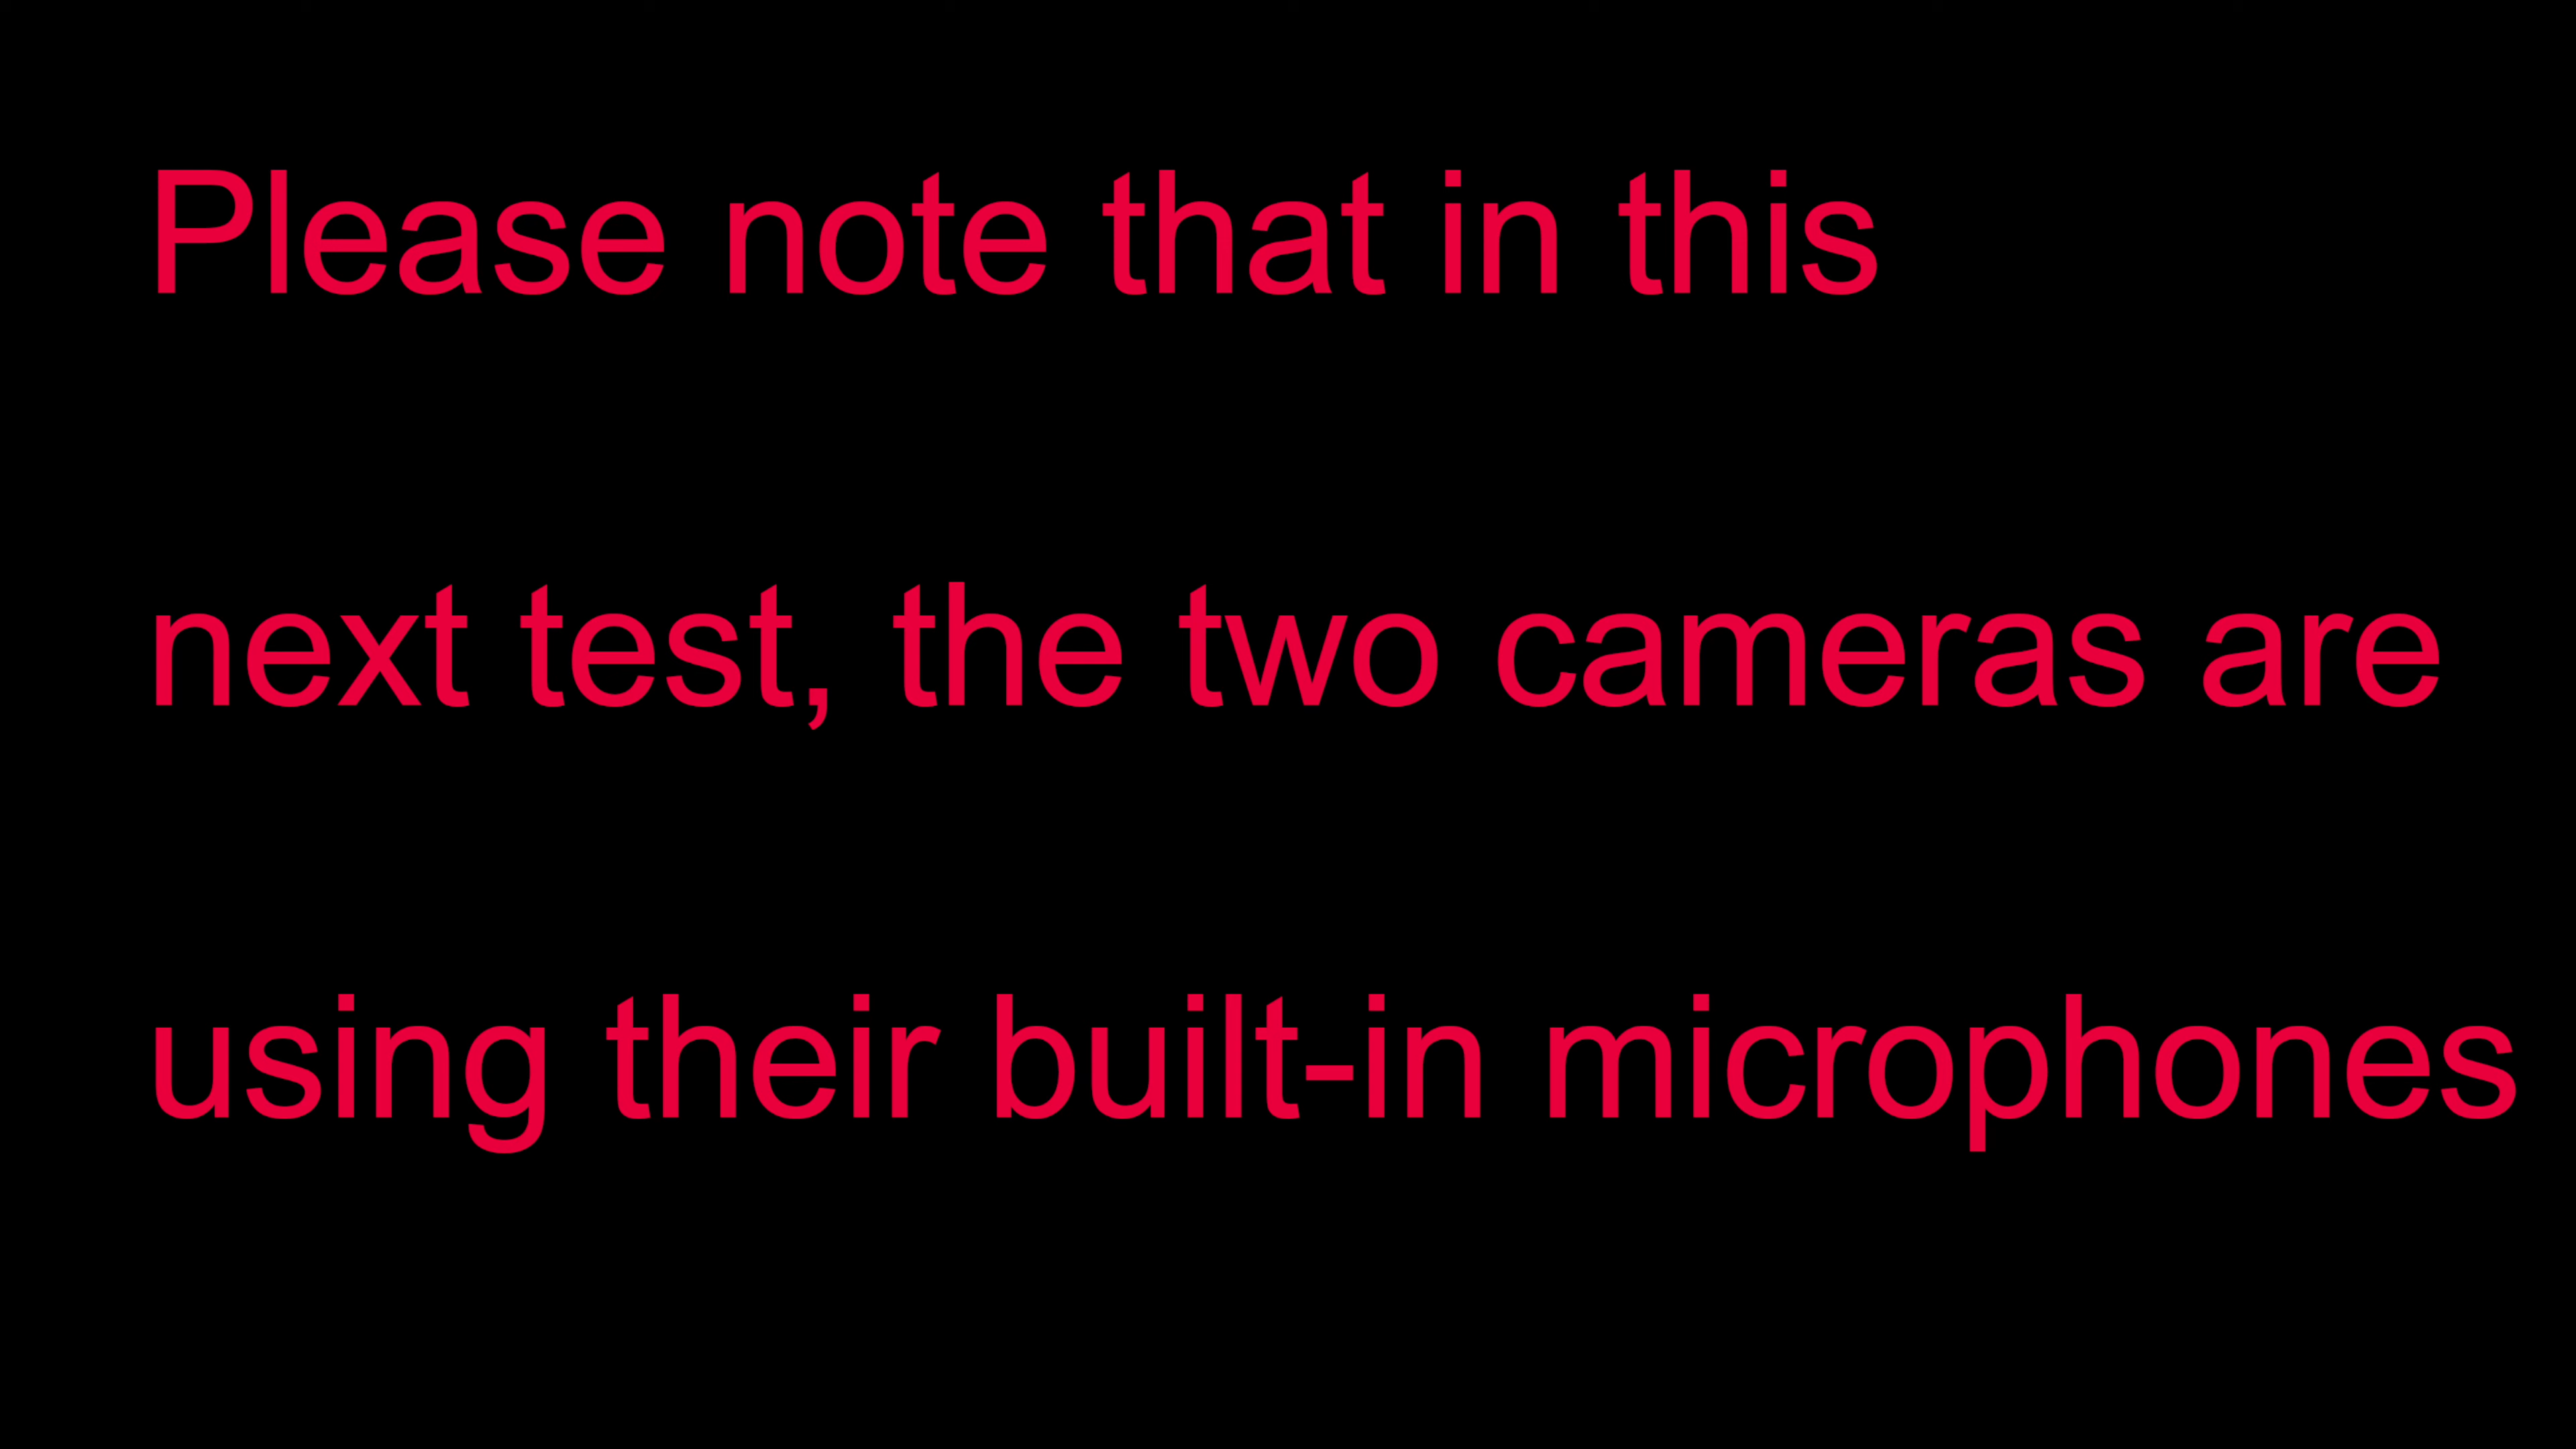 Please note that in this
next test, the two cameras are
using their built-in microphones